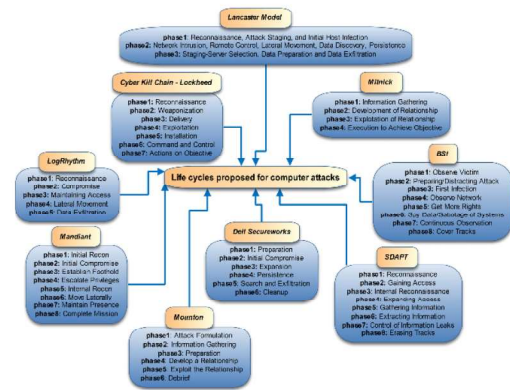 Lancaster Model
phase1: Reconnaissance, Attack Staging, and Initial Host Infection
phase2: Network Intrusion, Remote Control, Lateral Movement, Data Discovery, Persistence
phase3: Staging-Server Selection, Data Preparation and Data Exfiltration
Cyber Kill Chain - Lockheed
phase1: Reconnaissance
phase2: Weaponization
phase3: Delivery
phase4: Exploitation
phase5: Installation
phase6: Command and Control
phase7: Actions on Objective
Mitnick
phase1: Information Gathering
phase2: Development of Relationship
phase3: Exploitation of Relationship
phase4: Execution to Achieve Objective
LogRhythm
phase1: Reconnaissance
phase2: Compromise
phase3: Maintaining Access
phase4: Lateral Movement
phase5: Data Exfiltration
Life cycles proposed for computer attacks
BSI
phase1: Observe Victim
phase2: Preparing/Distracting Attack
phase3: First Infection
phase4: Observe Network
phase5: Get More Rights
phase6: Data/Sabotage of Systems
phase7: Continuous Observation
phase8: Cover Tracks
Mandiant
phase1: Initial Recon
phase2: Initial Compromise
phase3: Establish Foothold
phase4: Escalate Privileges
phase5: Internal Recon
phase6: Move Laterally
phase7: Maintain Presence
phase8: Complete Mission
Dell Secureworks
phase1: Preparation
phase2: Initial Compromise
phase3: Expansion
phase4: Persistence
phase5: Search and Exfiltration
phase6: Cleanup
SDAPT
phase1: Reconnaissance
phase2: Gaining Access
phase3: Internal Reconnaissance
phase4: Expanding Access
phase5: Gathering Information
phase6: Extracting Information
phase7: Control of Information Leaks
phase8: Erasing Tracks
phase1: Attack Formulation
phase2: Information Gathering
phase3: Preparation
phase4: Develop a Relationship
phase5: Exploit the Relationship
phase6: Debrief